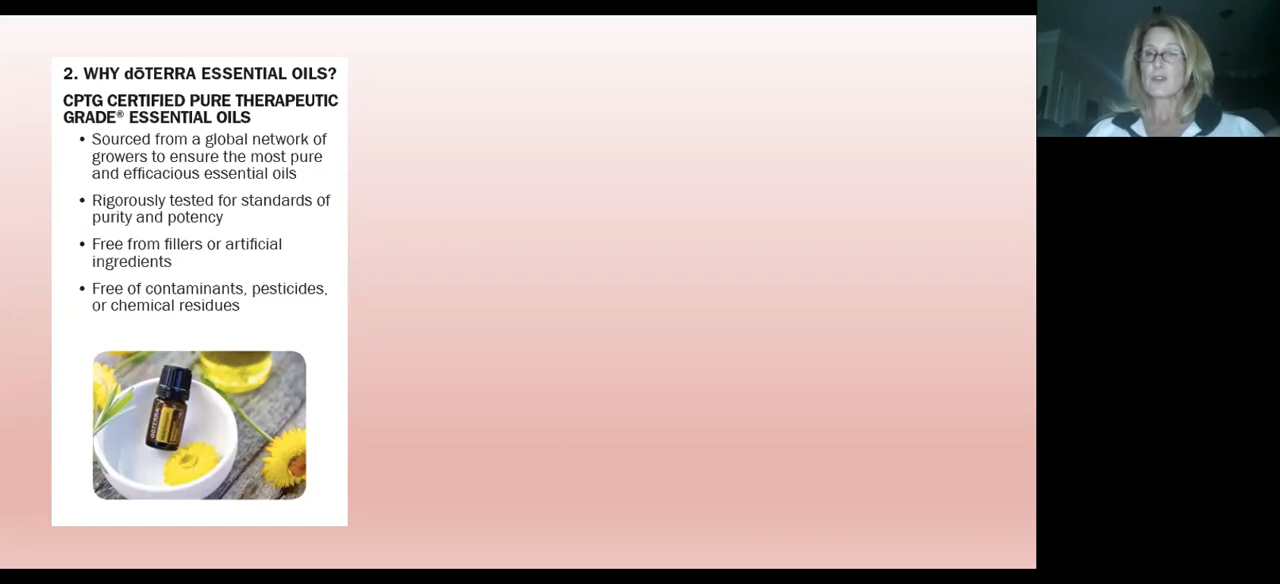 2. WHY dōTERRA ESSENTIAL OILS?
CPTG CERTIFIED PURE THERAPEUTIC
GRADE® ESSENTIAL OILS
• Sourced from a global network of
growers to ensure the most pure
and efficacious essential oils
• Rigorously tested for standards of
purity and potency
• Free from fillers or artificial
ingredients
• Free of contaminants, pesticides,
or chemical residues
dōTERRA